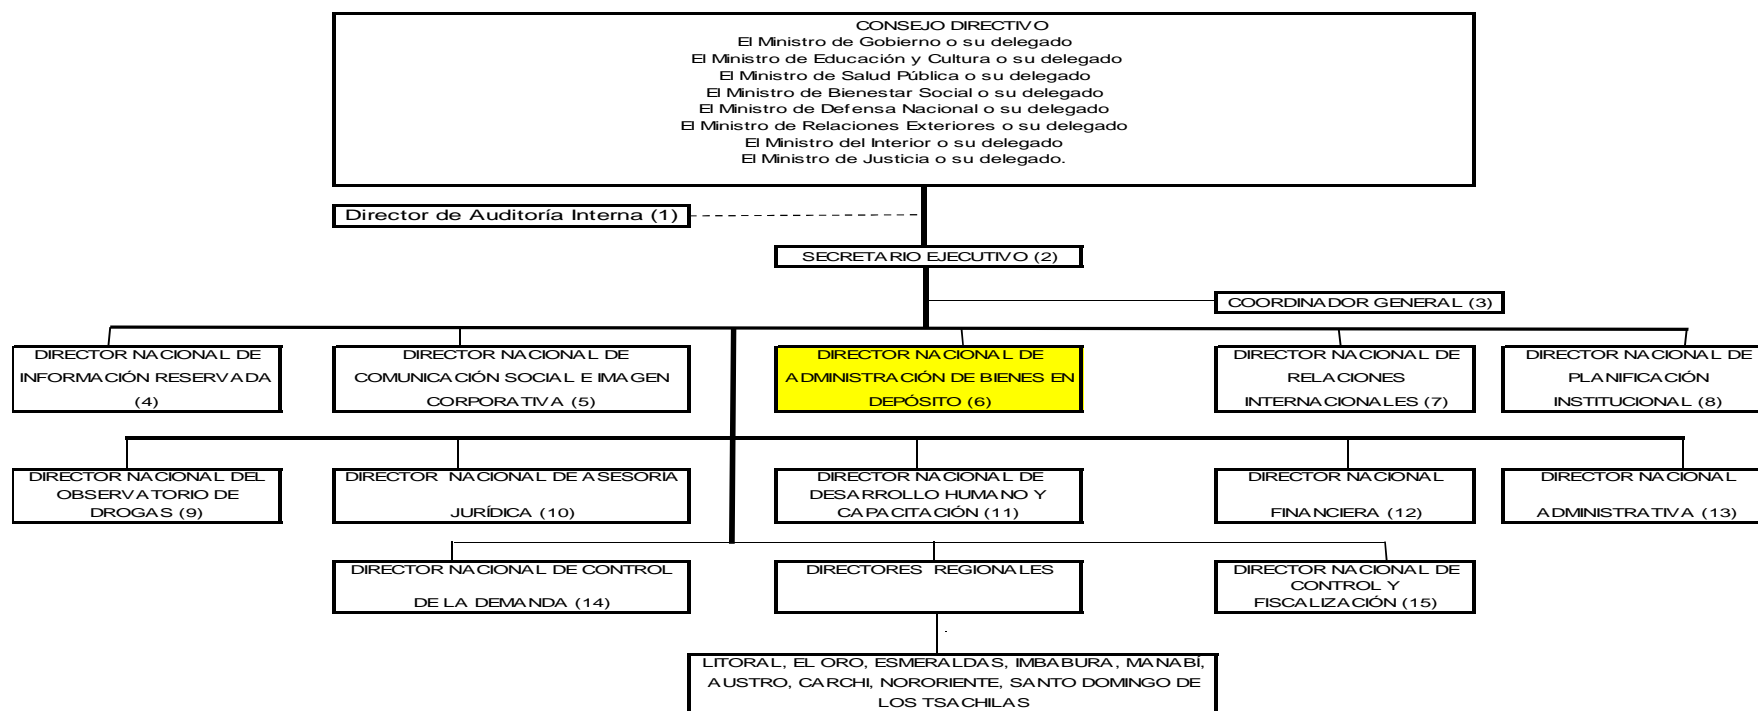 CONSEJO DIRECTIVO
El Ministro de Gobierno o su delegado
El Ministro de Educación y Cultura o su delegado
El Ministro de Salud Pública o su delegado
El Ministro de Bienestar Social o su delegado
El Ministro de Defensa Nacional o su delegado
El Ministro de Relaciones Exteriores o su delegado
El Ministro del Interior o su delegado
El Ministro de Justicia o su delegado.
Director de Auditoría Interna (1)
SECRETARIO EJECUTIVO (2)
COORDINADOR GENERAL (3)
DIRECTOR NACIONAL DE
INFORMACIÓN RESERVADA
(4)
DIRECTOR NACIONAL DE
COMUNICACIÓN SOCIAL E IMAGEN
CORPORATIVA (5)
DIRECTOR NACIONAL DE
ADMINISTRACIÓN DE BIENES EN
DEPÓSITO (6)
DIRECTOR NACIONAL DE
RELACIONES
INTERNACIONALES (7)
DIRECTOR NACIONAL DE
PLANIFICACIÓN
INSTITUCIONAL (8)
DIRECTOR NACIONAL DEL
OBSERVATORIO DE
DROGAS (9)
DIRECTOR NACIONAL DE ASESORIA
JURÍDICA (10)
DIRECTOR NACIONAL DE
DESARROLLO HUMANO Y
CAPACITACIÓN (11)
DIRECTOR NACIONAL
FINANCIERA (12)
DIRECTOR NACIONAL
ADMINISTRATIVA (13)
DIRECTOR NACIONAL DE CONTROL
DE LA DEMANDA (14)
DIRECTORES REGIONALES
DIRECTOR NACIONAL DE
CONTROL Y
FISCALIZACIÓN (15)
LITORAL, EL ORO, ESMERALDAS, IMBABURA, MANABÍ,
AUSTRO, CARCHI, NORORIENTE, SANTO DOMINGO DE
LOS TSACHILAS